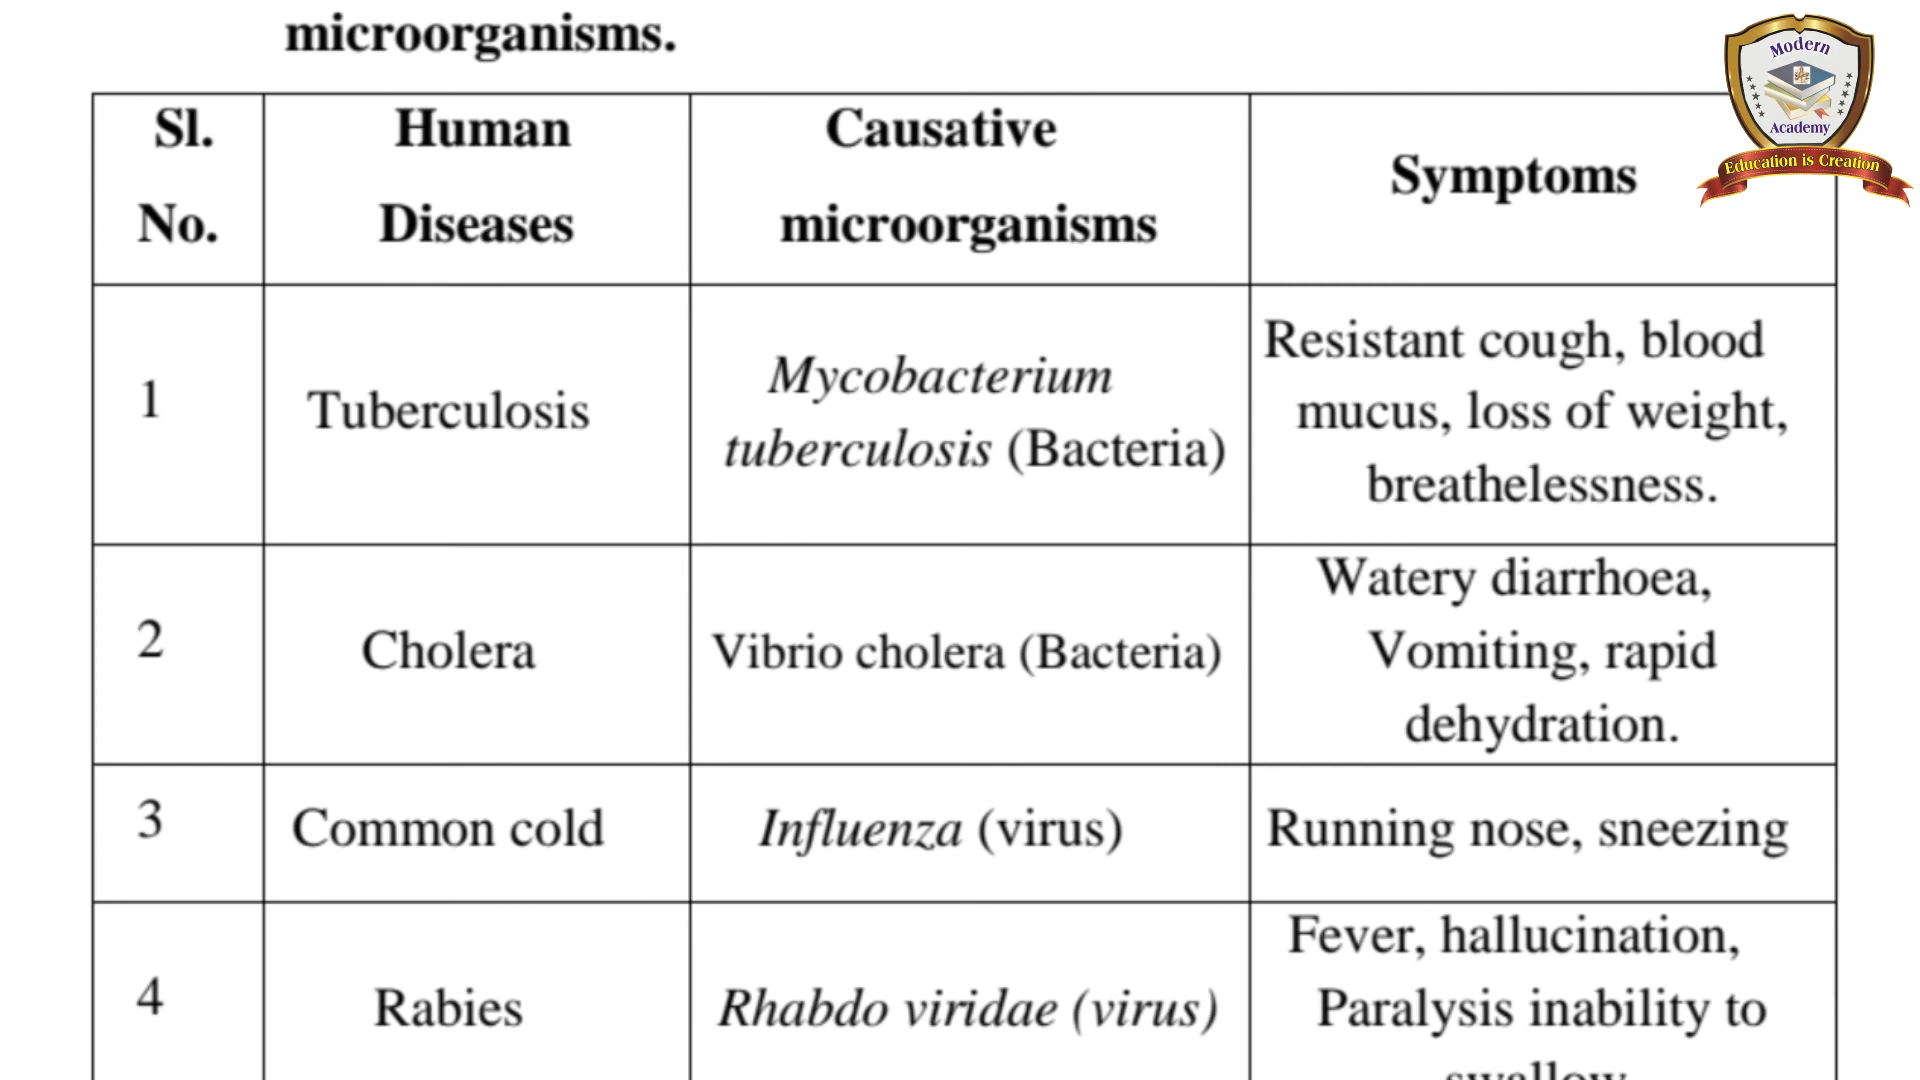 microorganisms.
Modern
Academy
Education is Creation
Sl.
No.
Human
Diseases
Causative
microorganisms
Symptoms
1
Tuberculosis
Mycobacterium
tuberculosis (Bacteria)
Resistant cough, blood
mucus, loss of weight,
breathelessness.
2
Cholera
Vibrio cholera (Bacteria)
Watery diarrhoea,
Vomiting, rapid
dehydration.
3
Common cold
Influenza (virus)
Running nose, sneezing
4
Rabies
Rhabdo viridae (virus)
Fever, hallucination,
Paralysis inability to
swallow